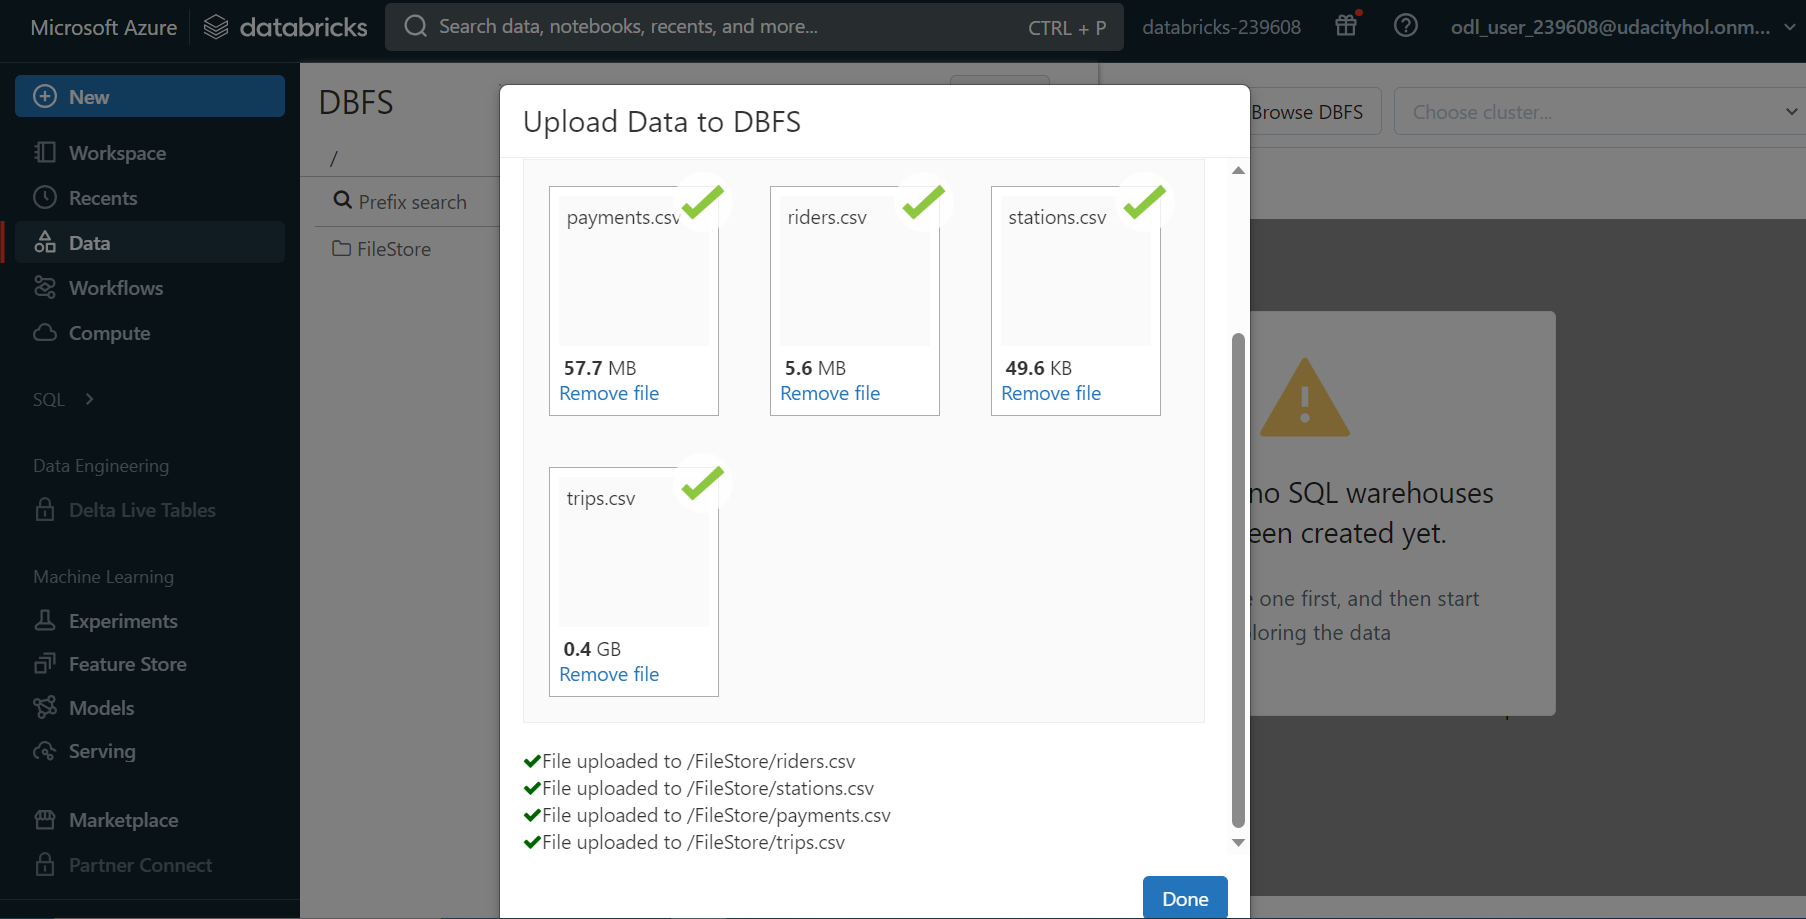 Microsoft Azure
databricks
Search data, notebooks, recents, and more...
CTRL + P
databricks-239608
odl_user_239608@udacityhol.onm...
New
Workspace
Recents
Data
Workflows
Compute
SQL
Data Engineering
Delta Live Tables
Machine Learning
Experiments
Feature Store
Models
Serving
Marketplace
Partner Connect
DBFS
/
Prefix search
FileStore
Upload Data to DBFS
payments.csv
57.7 MB
Remove file
riders.csv
5.6 MB
Remove file
stations.csv
49.6 KB
Remove file
trips.csv
0.4 GB
Remove file
File uploaded to /FileStore/riders.csv
File uploaded to /FileStore/stations.csv
File uploaded to /FileStore/payments.csv
File uploaded to /FileStore/trips.csv
Done
Browse DBFS
Choose cluster...
no SQL warehouses
created yet.
one first, and then start
the data